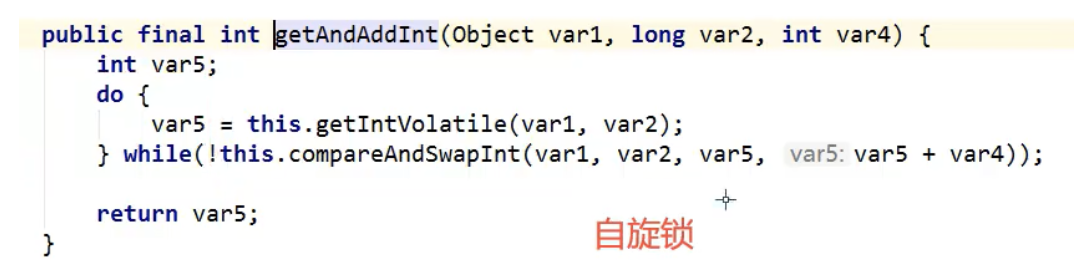 public final int getAndAddInt(Object var1, long var2, int var4) {
int var5;
do {
var5 = this.getIntVolatile(var1, var2);
} while(!this.compareAndSwapInt(var1, var2, var5, var5: var5 + var4));
return var5;
自旋锁
}